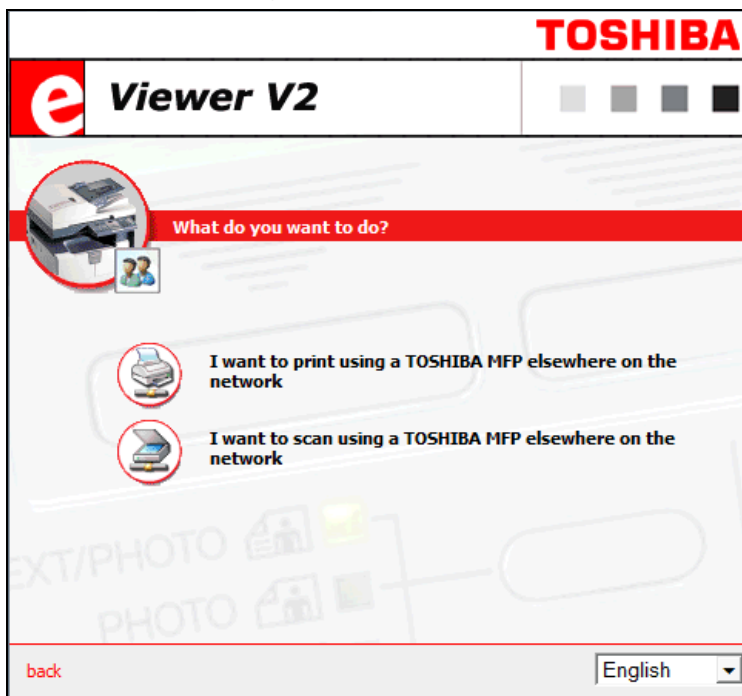 TOSHIBA
e Viewer V2
What do you want to do?
I want to print using a TOSHIBA MFP elsewhere on the
network
I want to scan using a TOSHIBA MFP elsewhere on the
network
EXT/PHOTO
PHOTO
back
English